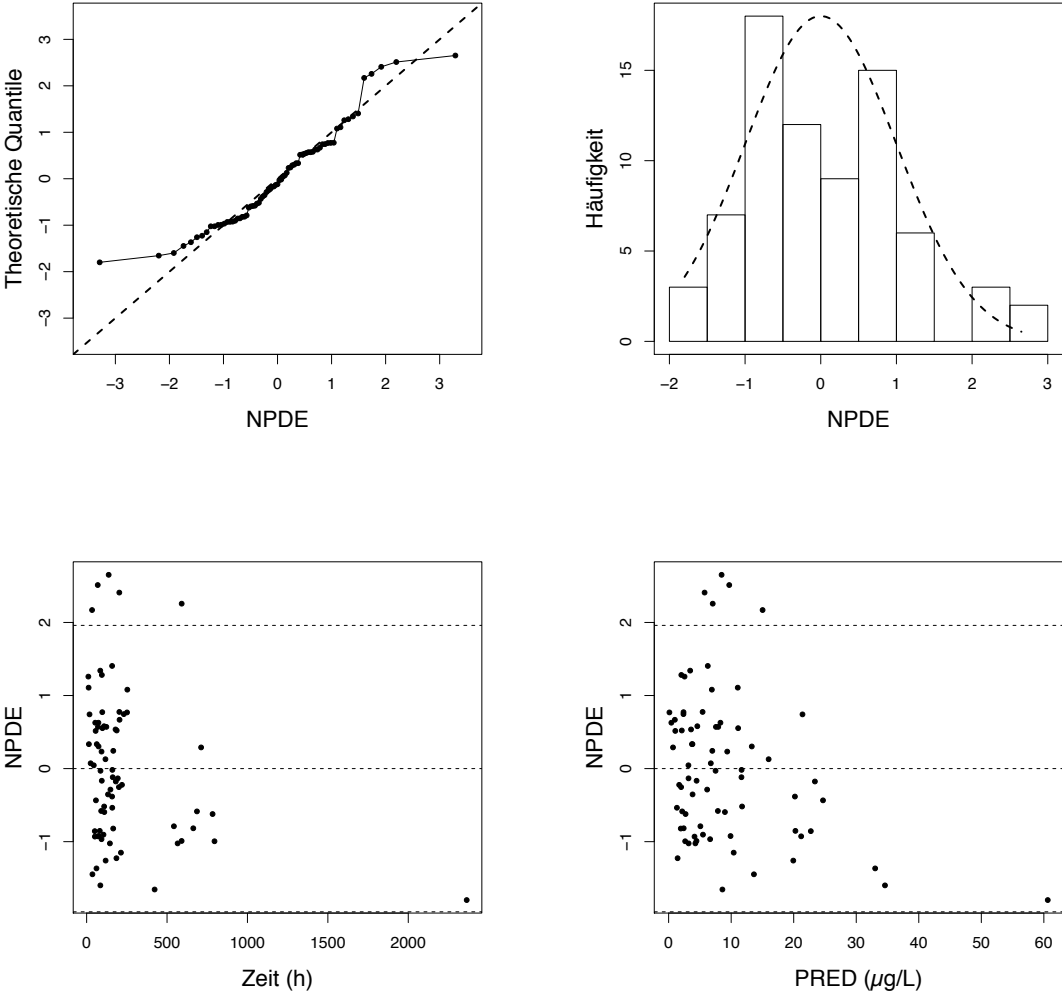 Theoretische Quantile
3
2
1
0
−1
−2
−3
−3 −2 −1 0 1 2 3
NPDE
Häufigkeit
15
10
5
0
−2 −1 0 1 2 3
NPDE
NPDE
2
1
0
−1
0 500 1000 1500 2000
Zeit (h)
NPDE
2
1
0
−1
0 10 20 30 40 50 60
PRED (µg/L)